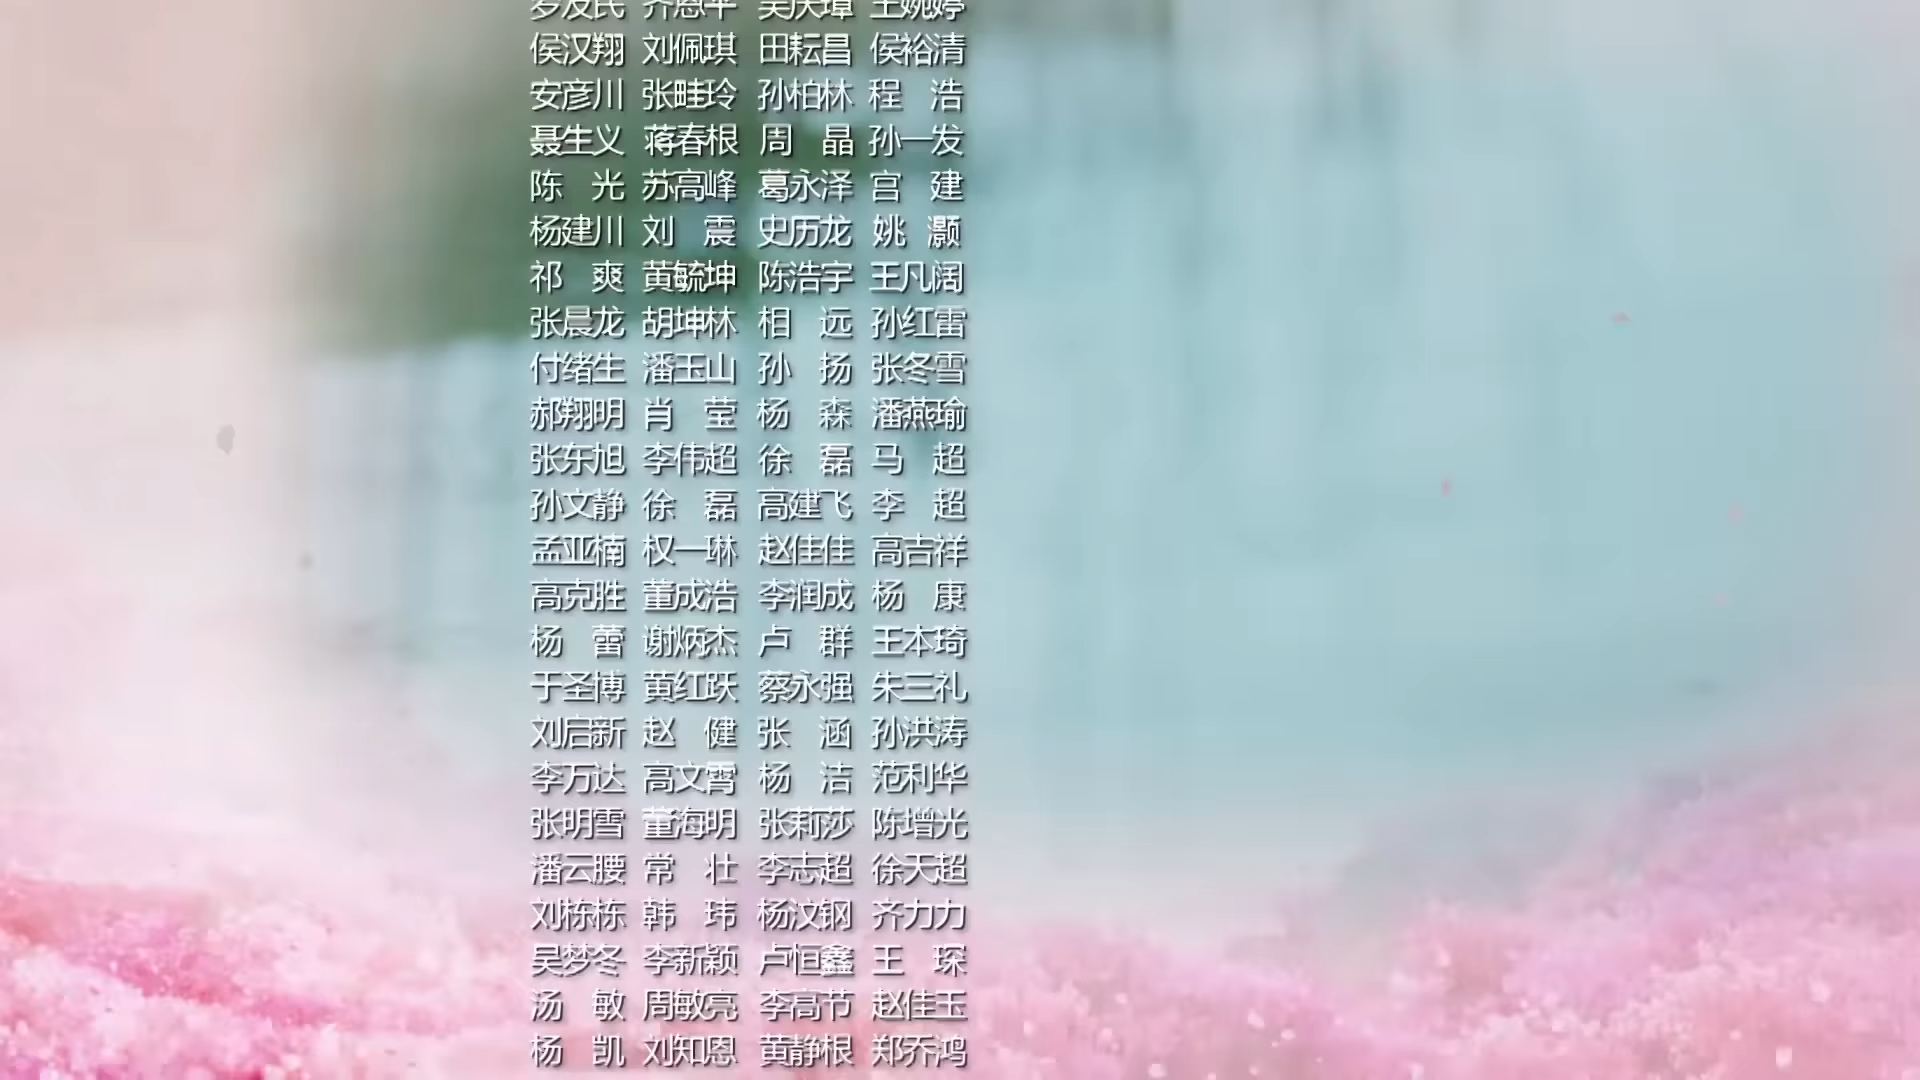 罗友民 齐恩平 吴庆璋 王婉婷
侯汉翔 刘佩琪 田耘昌 侯裕清
安彦川 张畦玲 孙柏林 程 浩
聂生义 蒋春根 周 晶 孙一发
陈 光 苏高峰 葛永泽 宫 建
杨建川 刘 震 史历龙 姚 灏
祁 爽 黄毓坤 陈浩宇 王凡阔
张晨龙 胡坤林 相 远 孙红雷
付绪生 潘玉山 孙 扬 张冬雪
郝翔明 肖 莹 杨 森 潘燕瑜
张东旭 李伟超 徐 磊 马 超
孙文静 徐 磊 高建飞 李 超
孟亚楠 权一琳 赵佳佳 高吉祥
高克胜 董成浩 李润成 杨 康
杨 蕾 谢炳杰 卢 群 王本琦
于圣博 黄红跃 蔡永强 朱三礼
刘启新 赵 健 张 涵 孙洪涛
李万达 高文霄 杨 洁 范利华
张明雪 董海明 张莉莎 陈增光
潘云腰 常 壮 李志超 徐天超
刘栋栋 韩 玮 杨汶钢 齐力力
吴梦冬 李新颖 卢恒鑫 王 琛
汤 敏 周敏亮 李高节 赵佳玉
杨 凯 刘知恩 黄静根 郑乔鸿